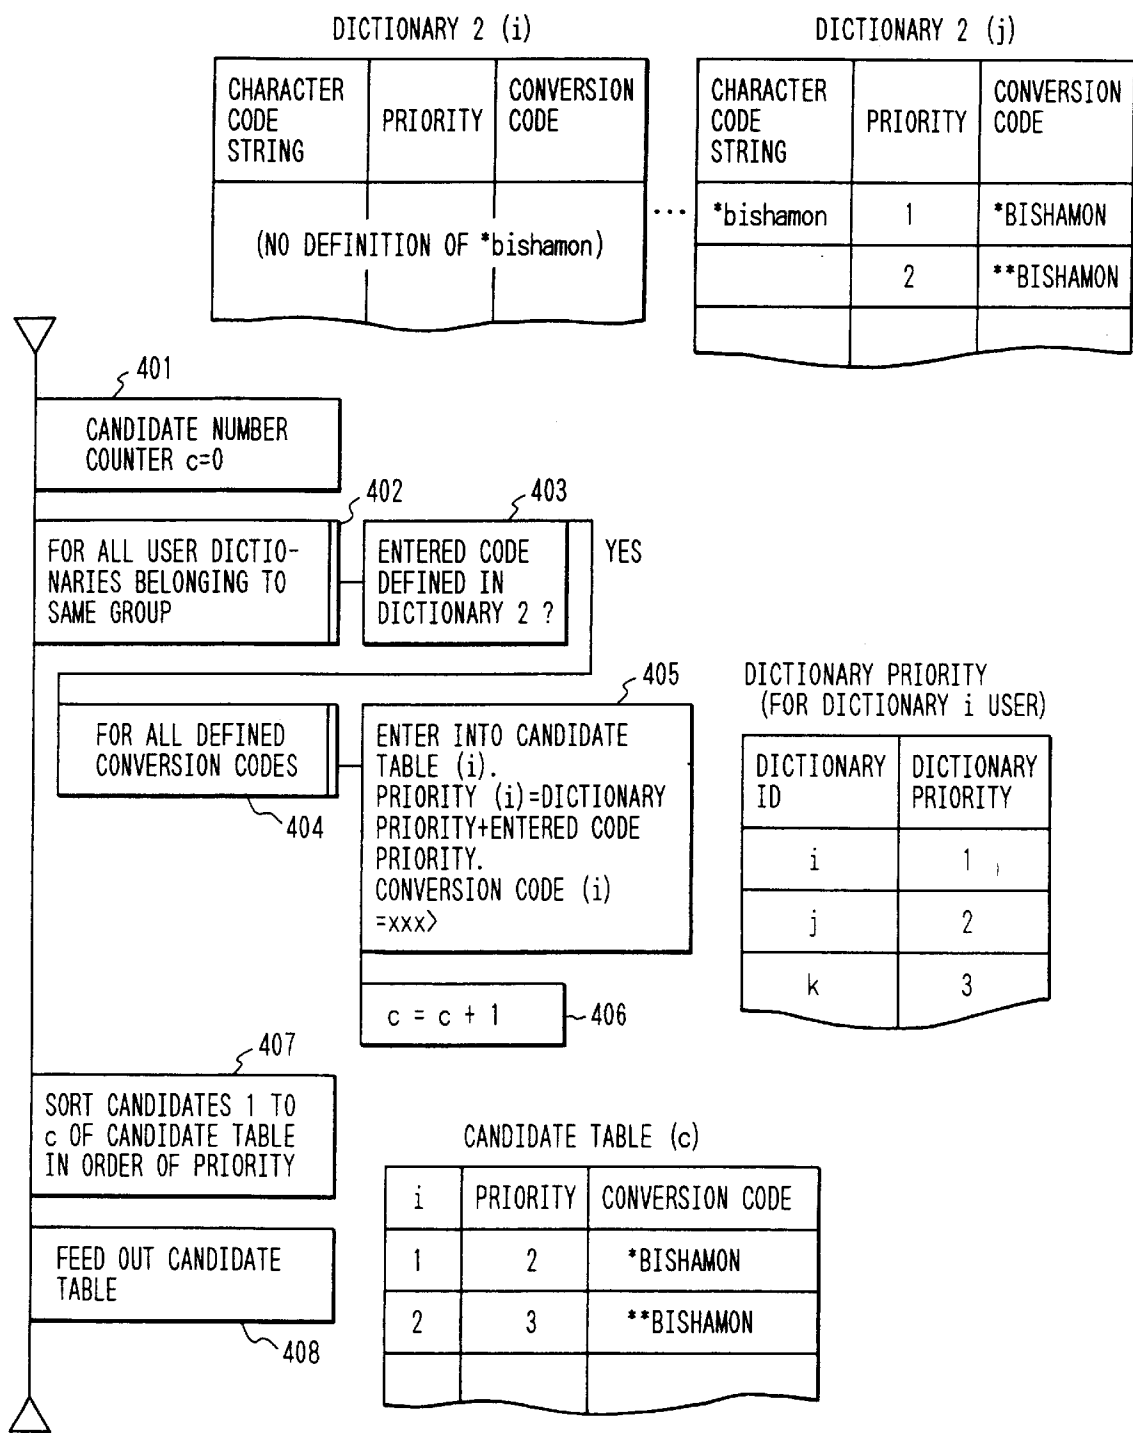 DICTIONARY 2 (i)
CHARACTER CODE STRING
PRIORITY
CONVERSION CODE
(NO DEFINITION OF *bishamon)
...
DICTIONARY 2 (j)
CHARACTER CODE STRING
PRIORITY
CONVERSION CODE
*bishamon 1 *BISHAMON
2 **BISHAMON
401
CANDIDATE NUMBER
COUNTER c=0
402
FOR ALL USER DICTIO-
NARIES BELONGING TO
SAME GROUP
403
ENTERED CODE
DEFINED IN
DICTIONARY 2 ?
YES
FOR ALL DEFINED
CONVERSION CODES
404
405
ENTER INTO CANDIDATE
TABLE (i).
PRIORITY (i)=DICTIONARY
PRIORITY+ENTERED CODE
PRIORITY.
CONVERSION CODE (i)
=xxx>
c = c + 1
406
DICTIONARY PRIORITY
(FOR DICTIONARY i USER)
DICTIONARY ID
DICTIONARY PRIORITY
i 1
j 2
k 3
407
SORT CANDIDATES 1 TO
c OF CANDIDATE TABLE
IN ORDER OF PRIORITY
FEED OUT CANDIDATE
TABLE
408
CANDIDATE TABLE (c)
i PRIORITY CONVERSION CODE
1 2 *BISHAMON
2 3 **BISHAMON